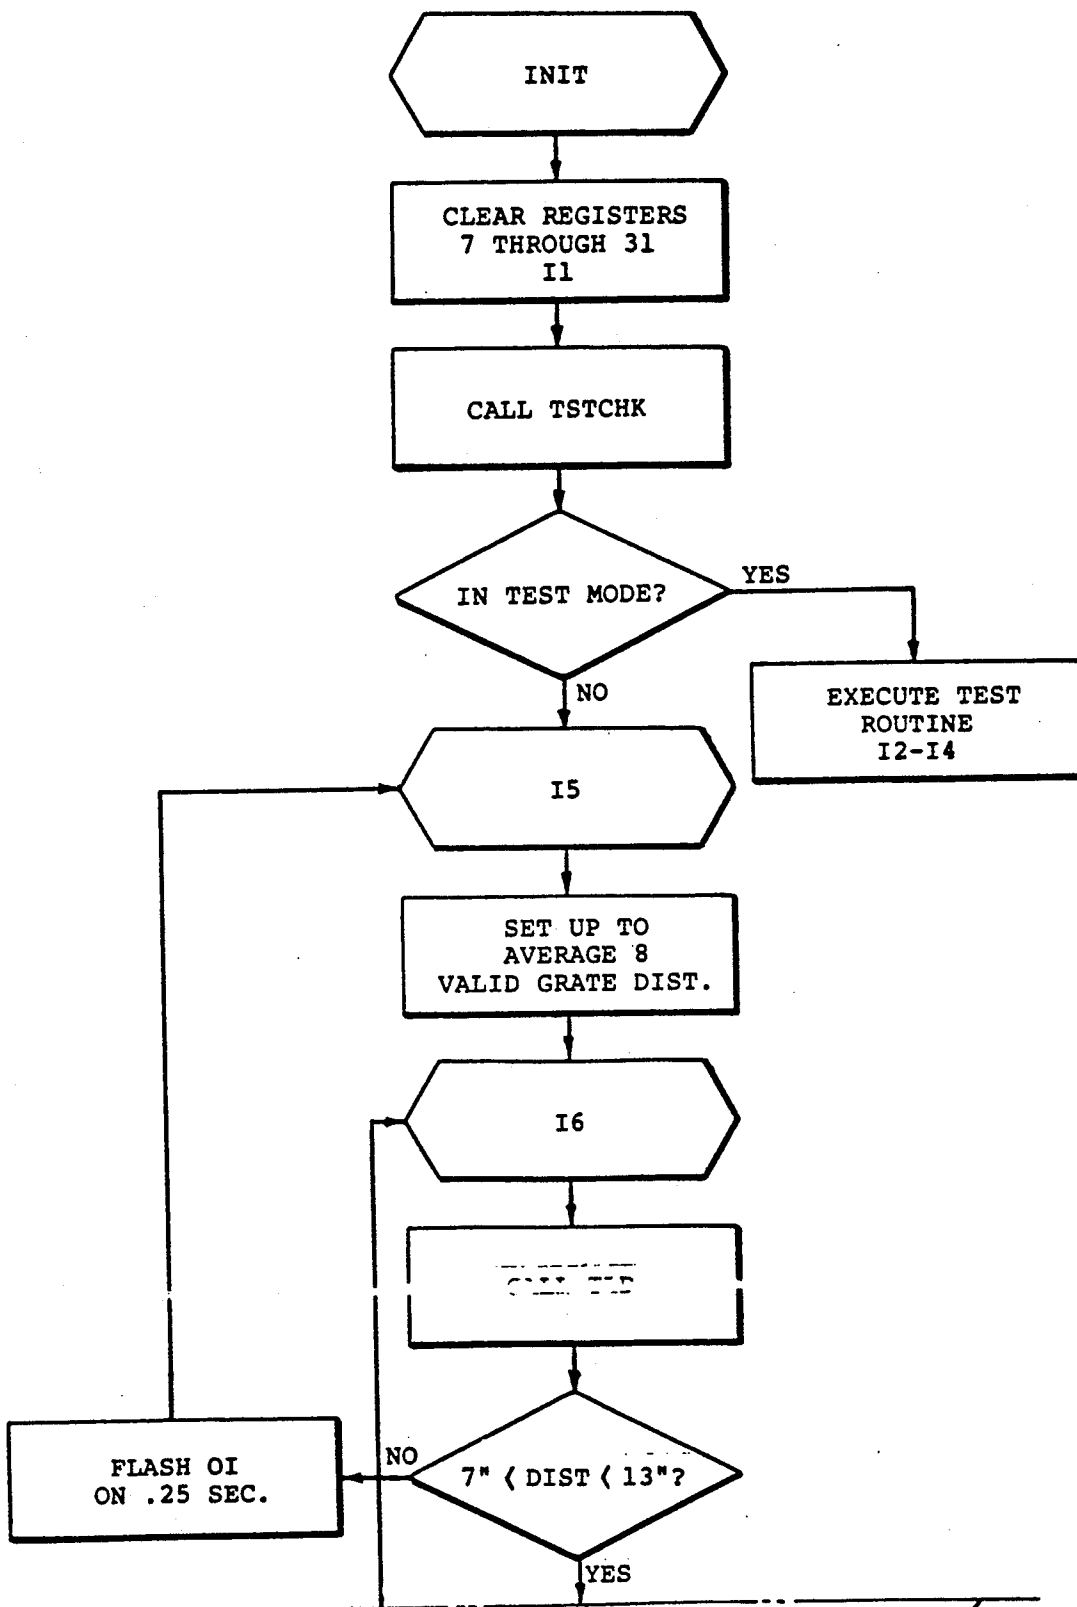 INIT
CLEAR REGISTERS
7 THROUGH 31
I1
CALL TSTCHK
IN TEST MODE?
YES
NO
EXECUTE TEST
ROUTINE
I2-I4
I5
SET UP TO
AVERAGE 8
VALID GRATE DIST.
I6
CALL
NO
7" < DIST < 13"?
FLASH OI
ON .25 SEC.
YES